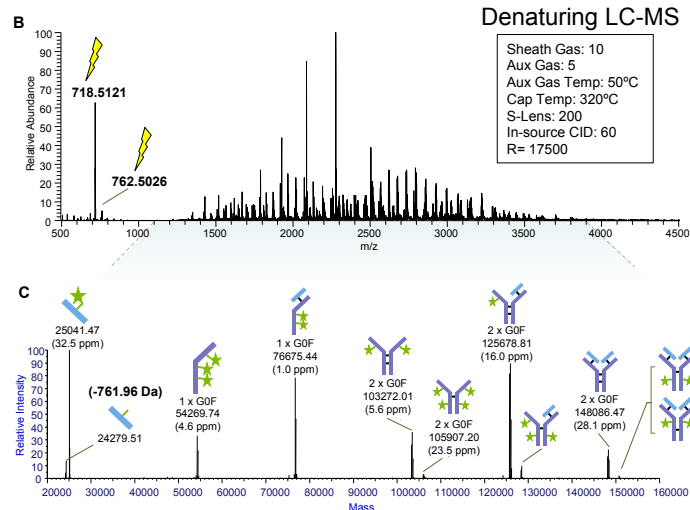 B
Denaturing LC-MS
Sheath Gas: 10
Aux Gas: 5
Aux Gas Temp: 50ºC
Cap Temp: 320ºC
S-Lens: 200
In-source CID: 60
R= 17500
718.5121
762.5026
Relative Abundance
100
90
80
70
60
50
40
30
20
10
0
500 1000 1500 2000 2500 3000 3500 4000 4500
m/z
C
25041.47
(32.5 ppm)
(-761.96 Da)
24279.51
1 x G0F
54269.74
(4.6 ppm)
1 x G0F
76675.44
(1.0 ppm)
2 x G0F
103272.01
(5.6 ppm)
2 x G0F
105907.20
(23.5 ppm)
2 x G0F
125678.81
(16.0 ppm)
2 x G0F
148086.47
(28.1 ppm)
Relative Intensity
100
90
80
70
60
50
40
30
20
10
0
20000 30000 40000 50000 60000 70000 80000 90000 100000 110000 120000 130000 140000 150000 160000
Mass